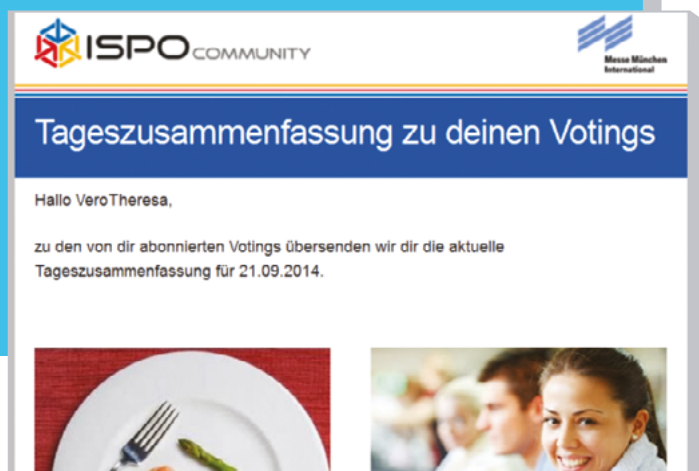 ISPO COMMUNITY
Messe München
International
Tageszusammenfassung zu deinen Votings
Hallo VeroTheresa,
zu den von dir abonnierten Votings übersenden wir dir die aktuelle
Tageszusammenfassung für 21.09.2014.